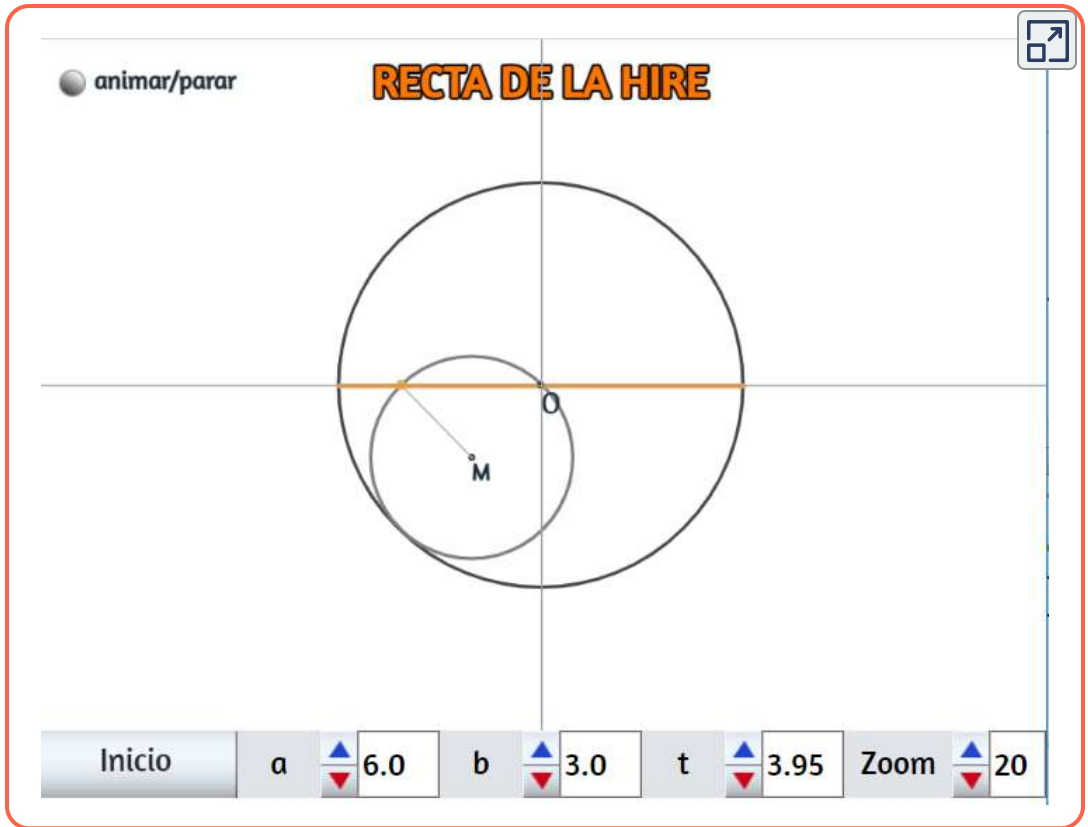 animar/parar
RECTA DE LA HIRE
O
M
Inicio a 6.0 b 3.0 t 3.95 Zoom 20